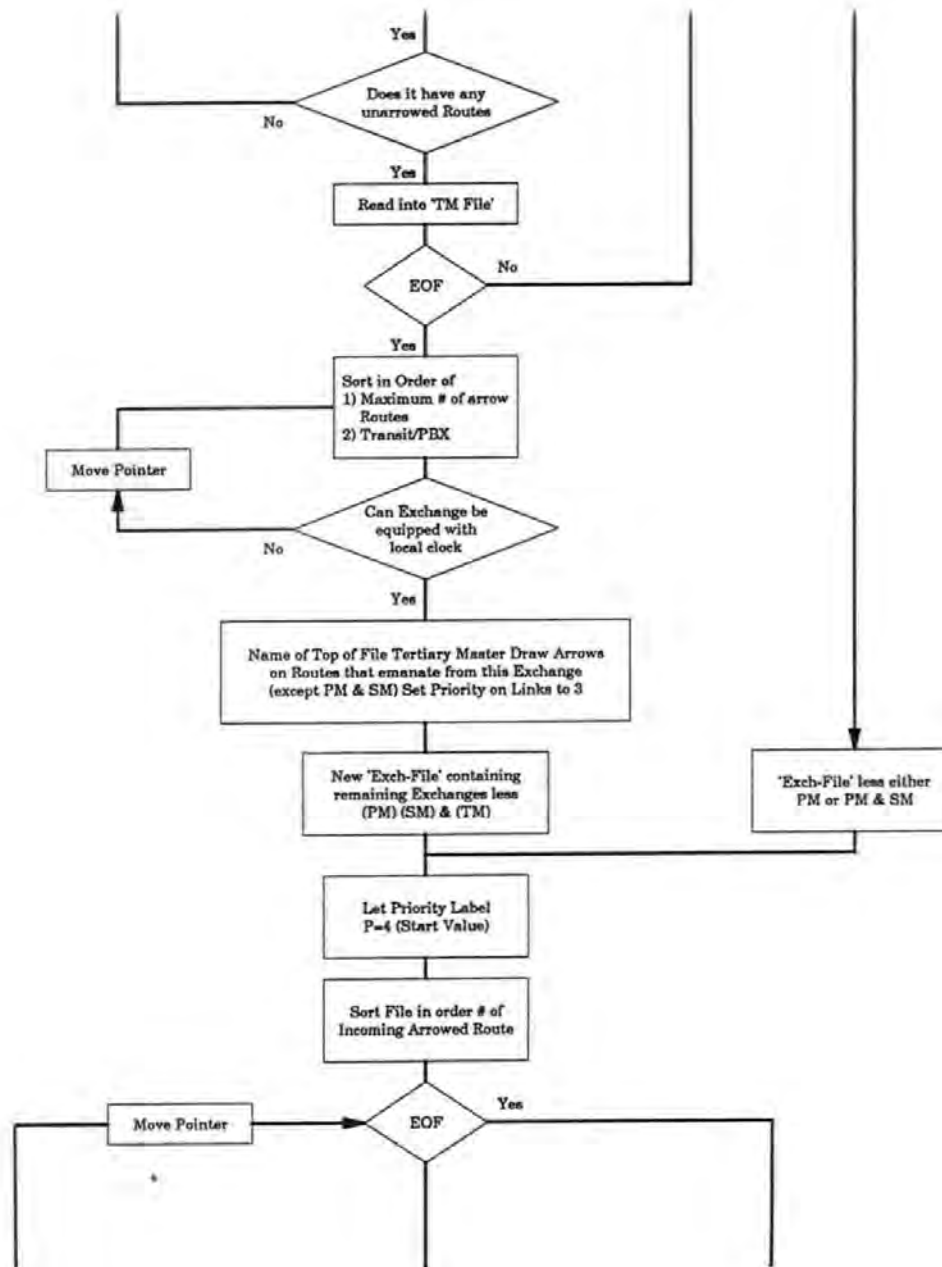 Yes
Does it have any
unarrowed Routes
No
Yes
Read into 'TM File'
EOF
No
Yes
Sort in Order of
1) Maximum # of arrow
Routes
2) Transit/PBX
Move Pointer
Can Exchange be
equipped with
local clock
No
Yes
Name of Top of File Tertiary Master Draw Arrows
on Routes that emanate from this Exchange
(except PM & SM) Set Priority on Links to 3
New 'Exch-File' containing
remaining Exchanges less
(PM) (SM) & (TM)
'Exch-File' less either
PM or PM & SM
Let Priority Label
P=4 (Start Value)
Sort File in order # of
Incoming Arrowed Route
Move Pointer
EOF
Yes